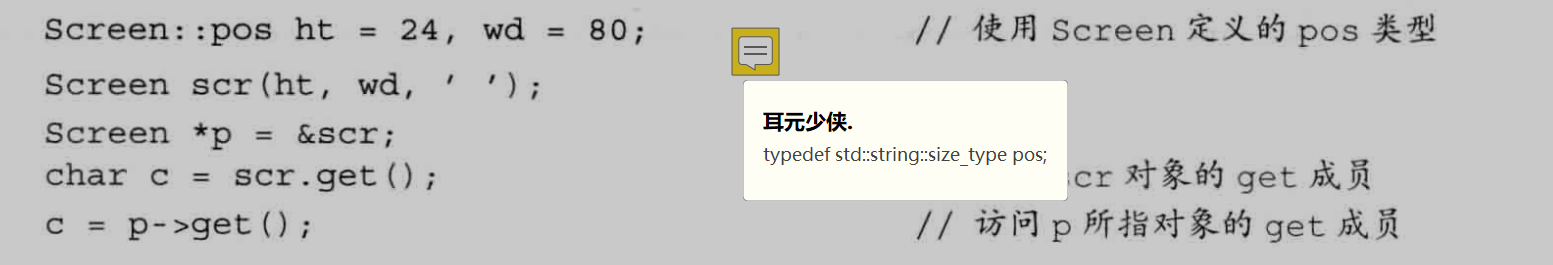 Screen::pos ht = 24, wd = 80; // 使用 Screen 定义的 pos 类型
Screen scr(ht, wd, ' ');
耳元少侠.
Screen *p = &scr;
typedef std::string::size_type pos;
char c = scr.get(); cr 对象的 get 成员
c = p->get(); // 访问 p 所指对象的 get 成员